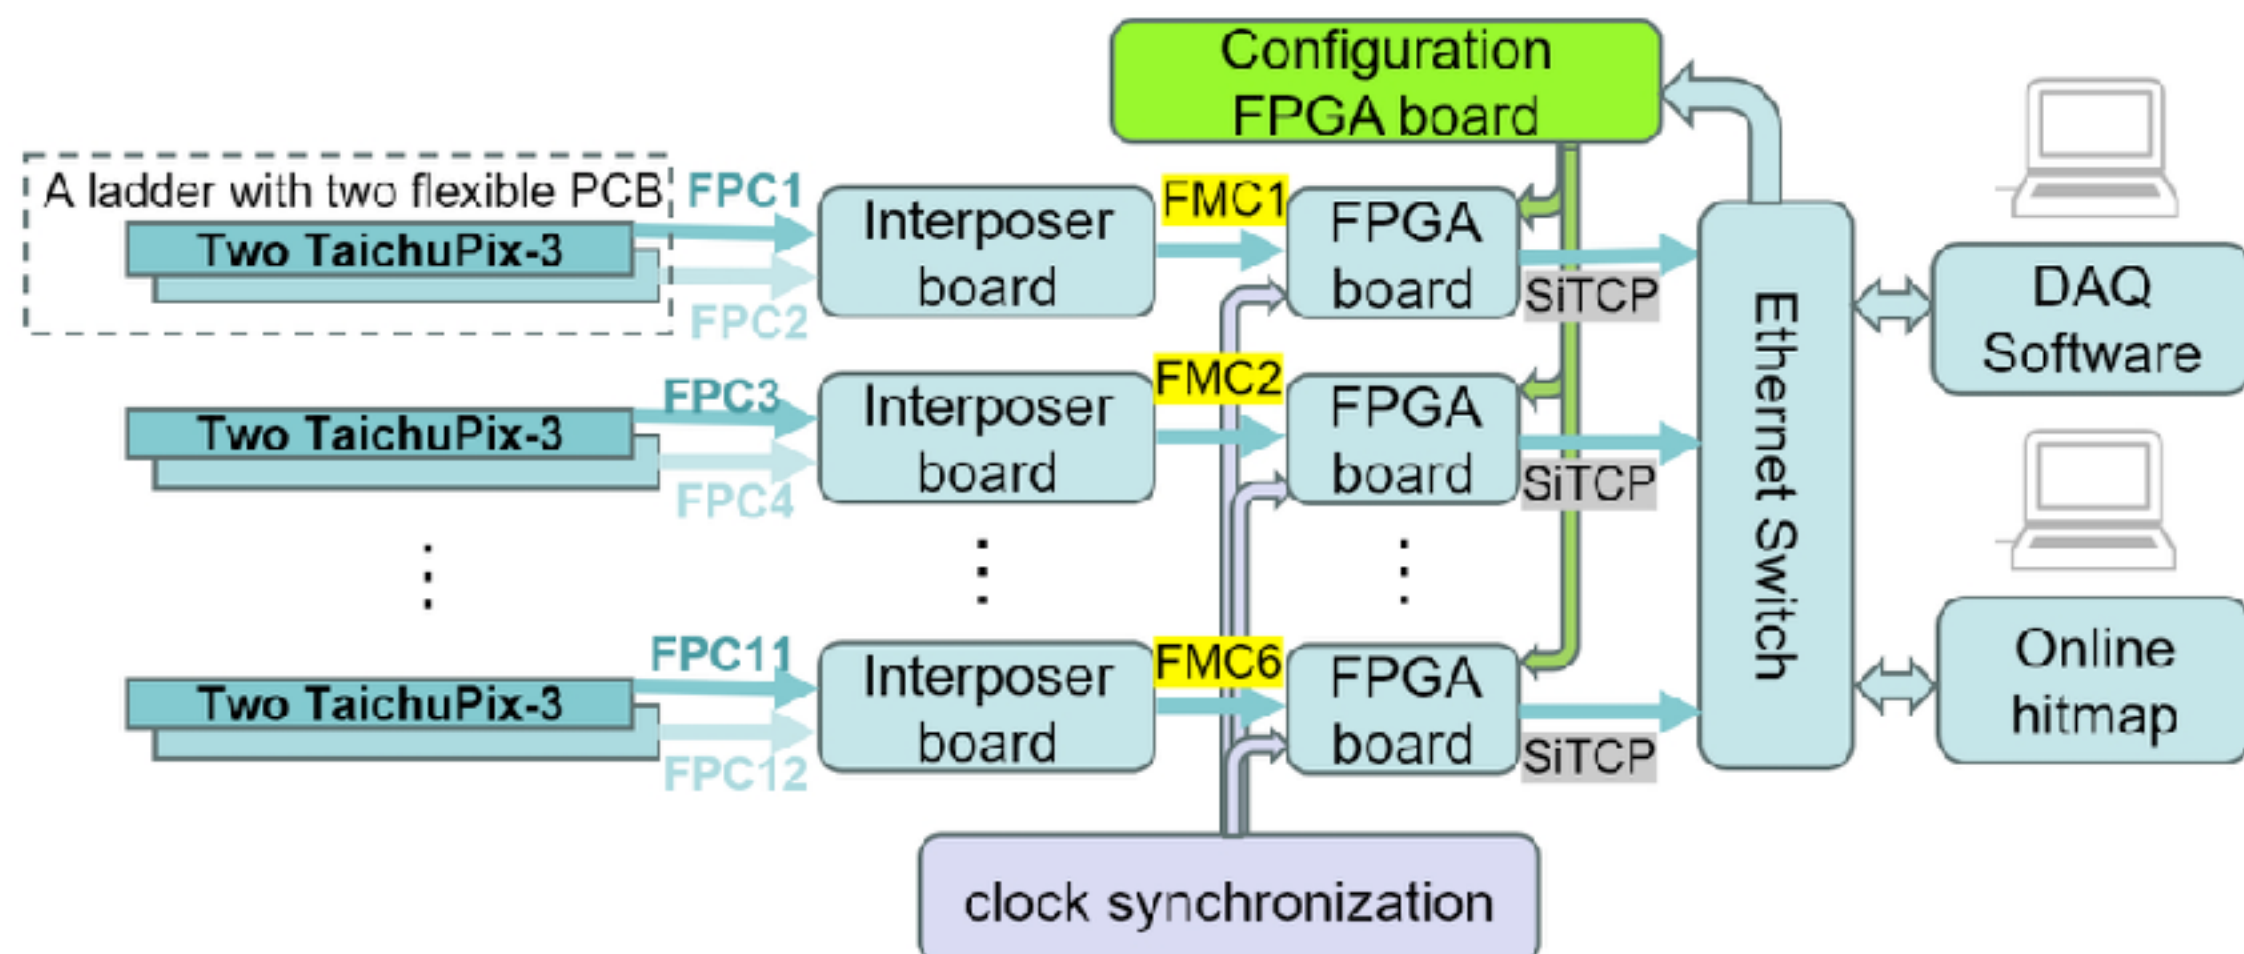 Configuration
FPGA board
A ladder with two flexible PCB
FPC1
Two TaichuPix-3
FPC2
Interposer
board
FMC1
FPGA
board
SiTCP
FPC3
Two TaichuPix-3
FPC4
Interposer
board
FMC2
FPGA
board
SiTCP
FPC11
Two TaichuPix-3
FPC12
Interposer
board
FMC6
FPGA
board
SiTCP
Ethernet Switch
DAQ
Software
Online
hitmap
clock synchronization